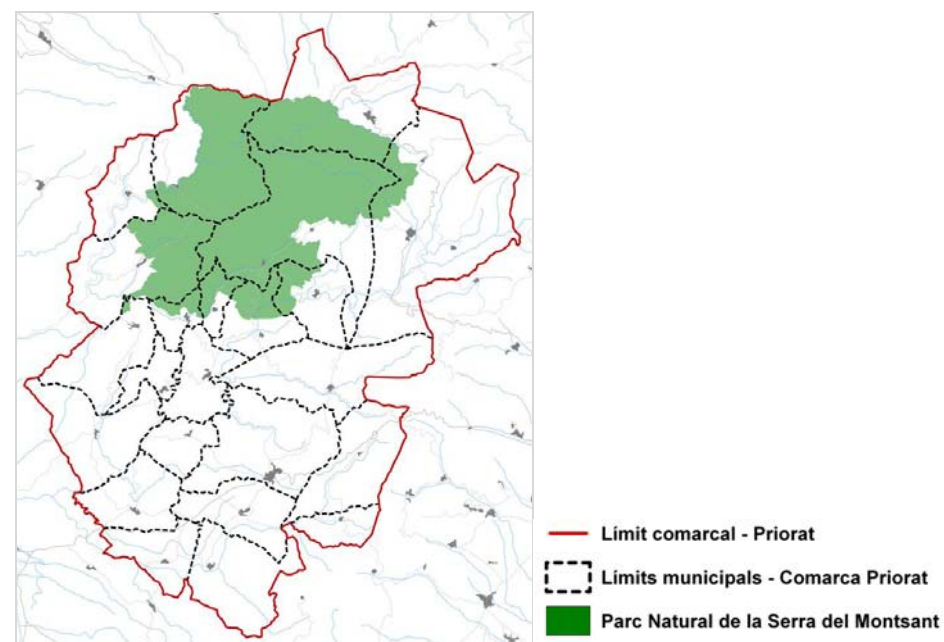 Límit comarcal - Priorat
Límits municipals - Comarca Priorat
Parc Natural de la Serra del Montsant